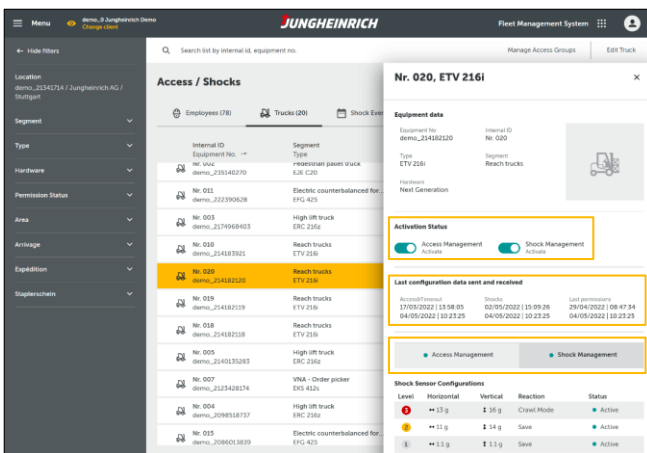 Menu
demo_0 Jungheinrich Demo
Change client
JUNGHEINRICH
Fleet Management System
Hide filters
Search list by internal id, equipment no.
Manage Access Groups
Edit Truck
Location
demo_21341714 / Jungheinrich AG /
Stuttgart
Segment
Type
Hardware
Permission Status
Area
Arrivage
Expédition
Staplerschein
Access / Shocks
Employees (78)
Trucks (20)
Shock Ever
Internal ID
Equipment No. →
Segment
Type
Nr. 002
demo_235140270
Pedestrian pallet truck
EJE C20
Nr. 011
demo_222390628
Electric counterbalanced for...
EFG 425
Nr. 003
demo_2174968403
High lift truck
ERC 216z
Nr. 010
demo_214183921
Reach trucks
ETV 216i
Nr. 020
demo_214182120
Reach trucks
ETV 216i
Nr. 019
demo_214182119
Reach trucks
ETV 216i
Nr. 018
demo_214182118
Reach trucks
ETV 216i
Nr. 005
demo_2140135283
High lift truck
ERC 216z
Nr. 007
demo_2123428174
VNA - Order picker
EKS 412s
Nr. 004
demo_2098518737
High lift truck
ERC 216z
Nr. 015
demo_2086013839
Electric counterbalanced for...
EFG 425
Nr. 020, ETV 216i
Equipment data
Equipment No
demo_214182120
Internal ID
Nr. 020
Type
ETV 216i
Segment
Reach trucks
Hardware
Next Generation
Activation Status
Access Management
Activate
Shock Management
Activate
Last configuration data sent and received
Access&Timeout
17/03/2022 | 13:58:05
04/05/2022 | 10:23:25
Shocks
02/05/2022 | 15:09:26
04/05/2022 | 10:23:25
Last permissions
29/04/2022 | 08:47:34
04/05/2022 | 10:23:25
Access Management
Shock Management
Shock Sensor Configurations
Level Horizontal Vertical Reaction Status
3 ↔ 13 g ↕ 16 g Crawl Mode Active
2 ↔ 11 g ↕ 14 g Save Active
1 ↔ 1.1 g ↕ 1.1 g Save Active